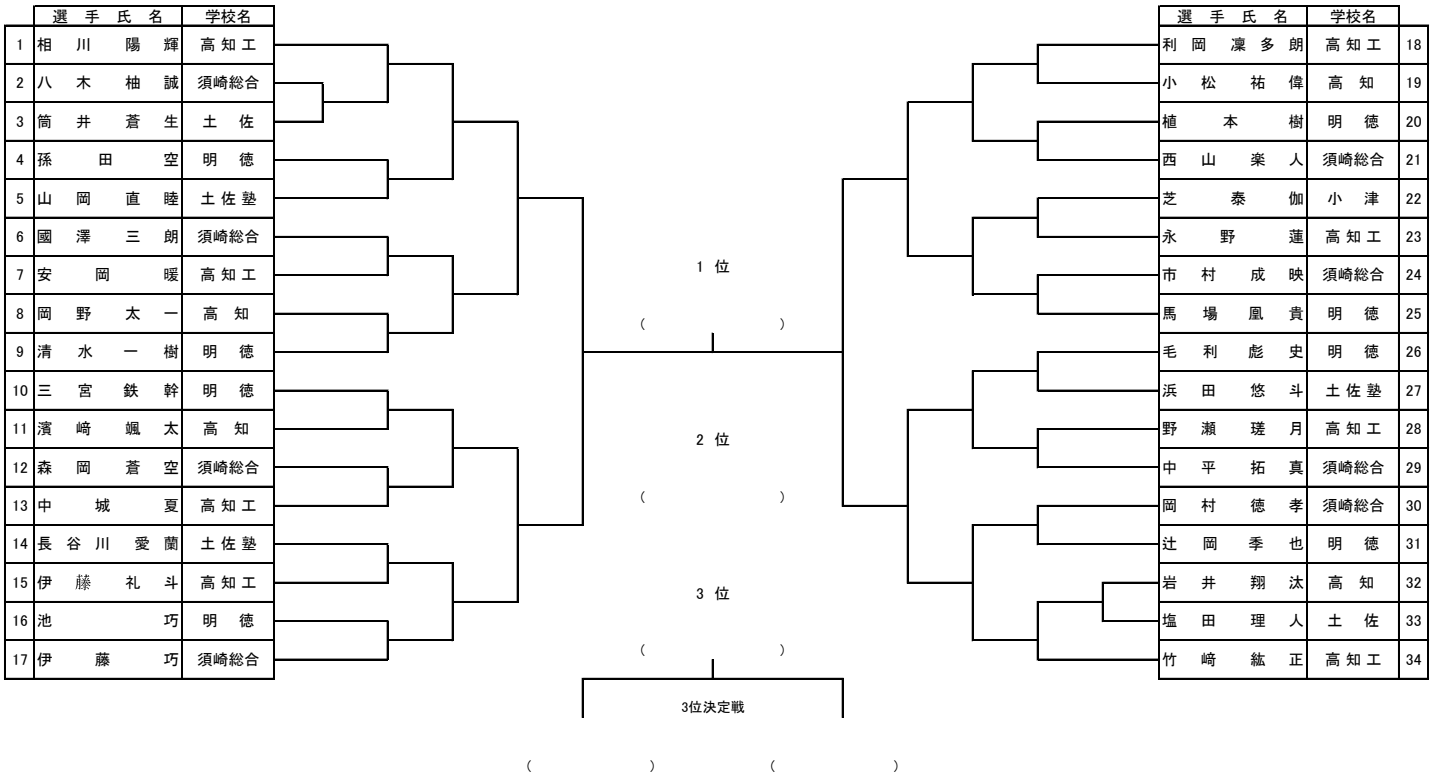 選手氏名 学校名
1 相川陽輝 高知工
2 八木柚誠 須崎総合
3 筒井蒼生 土佐
4 孫田空 明徳
5 山岡直睦 土佐塾
6 國澤三朗 須崎総合
7 安岡暖 高知工
8 岡野太一 高知
9 清水一樹 明徳
10 三宮鉄幹 明徳
11 濱﨑颯太 高知
12 森岡蒼空 須崎総合
13 中城夏 高知工
14 長谷川愛蘭 土佐塾
15 伊藤礼斗 高知工
16 池巧 明徳
17 伊藤巧 須崎総合
1位
( )
2位
( )
3位
( )
3位決定戦
( ) ( )
選手氏名 学校名
利岡凜多朗 高知工 18
小松祐偉 高知 19
植本樹 明徳 20
西山楽人 須崎総合 21
芝泰伽 小津 22
永野蓮 高知工 23
市村成映 須崎総合 24
馬場凰貴 明徳 25
毛利彪史 明徳 26
浜田悠斗 土佐塾 27
野瀬瑳月 高知工 28
中平拓真 須崎総合 29
岡村徳孝 須崎総合 30
辻岡季也 明徳 31
岩井翔汰 高知 32
塩田理人 土佐 33
竹﨑紘正 高知工 34